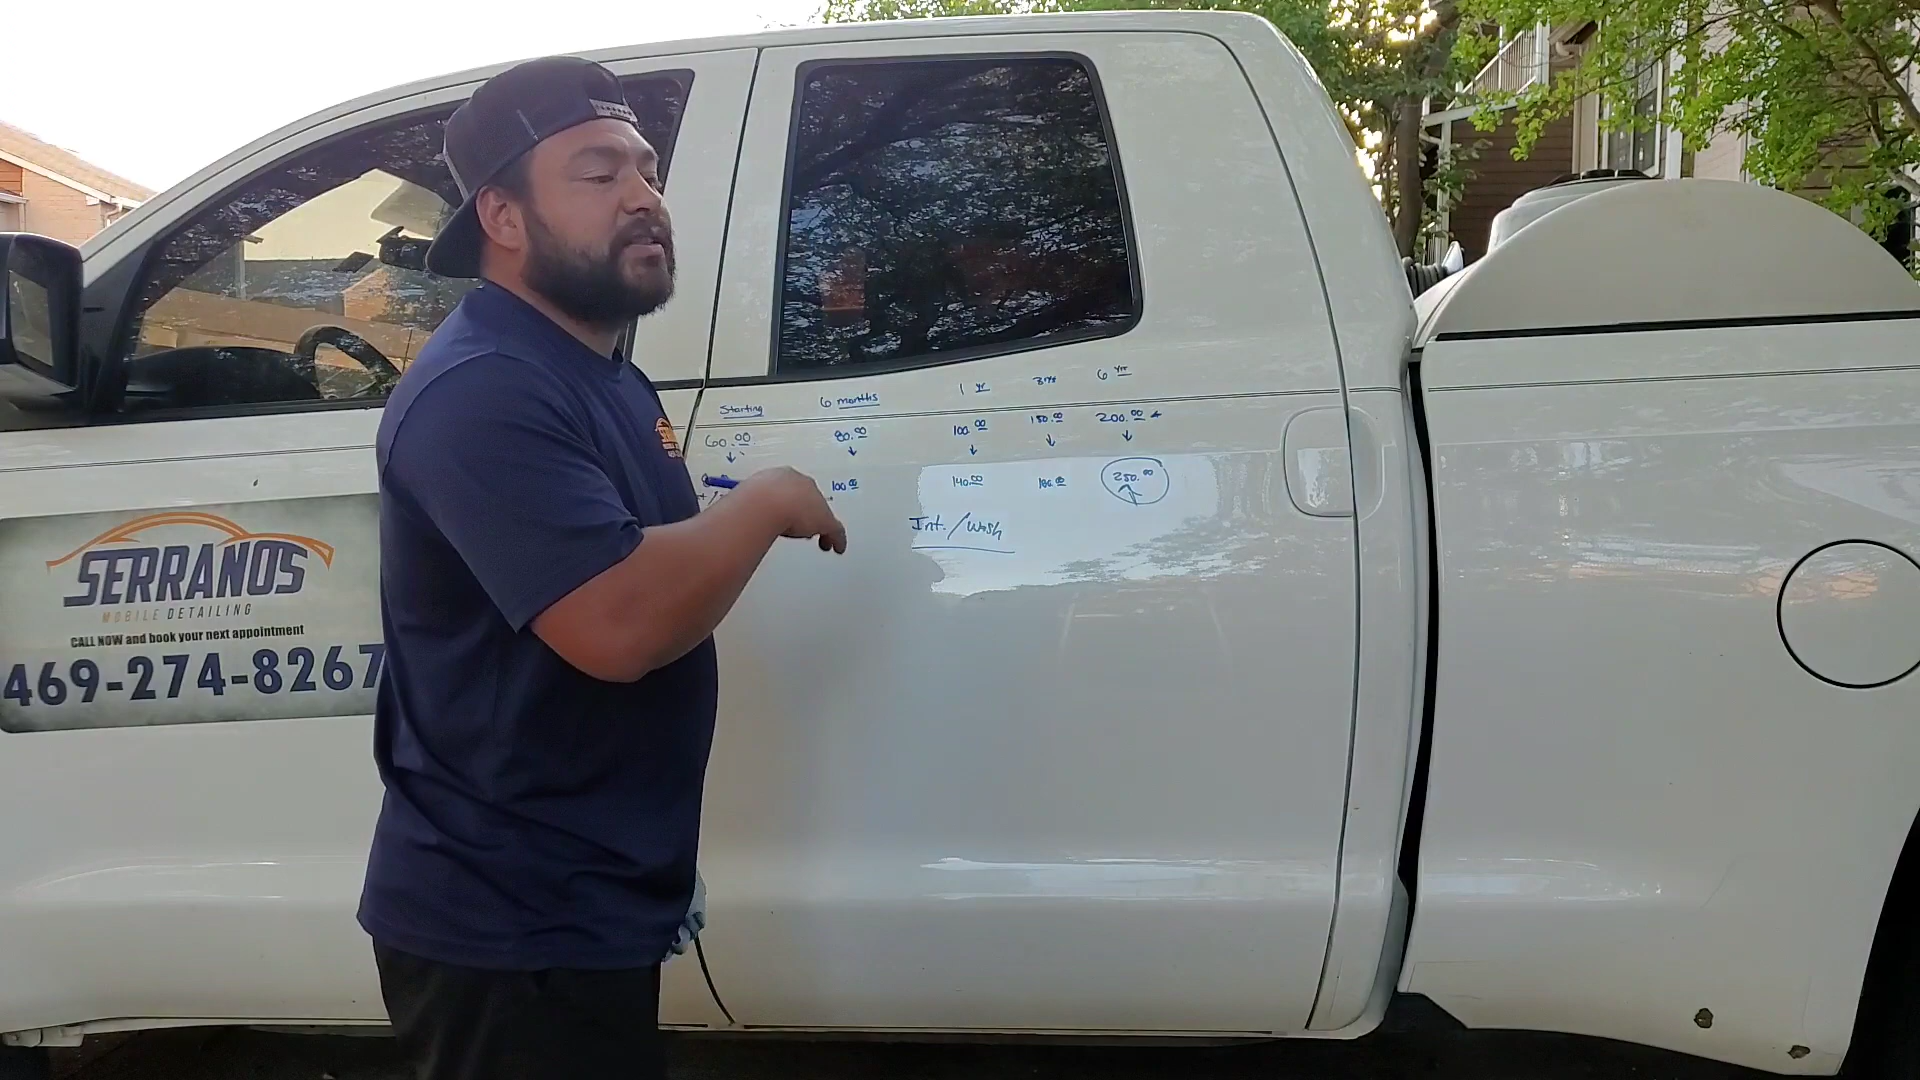 Starting 6 months 1 yr 3 yrs 6 yrr
60.00 80.00 100.00 150.00 200.00
100.00 140.00 180.00 250.00
Int./Wash
SERRANOS
MOBILE DETAILING
CALL NOW and book your next appointment
469-274-8267